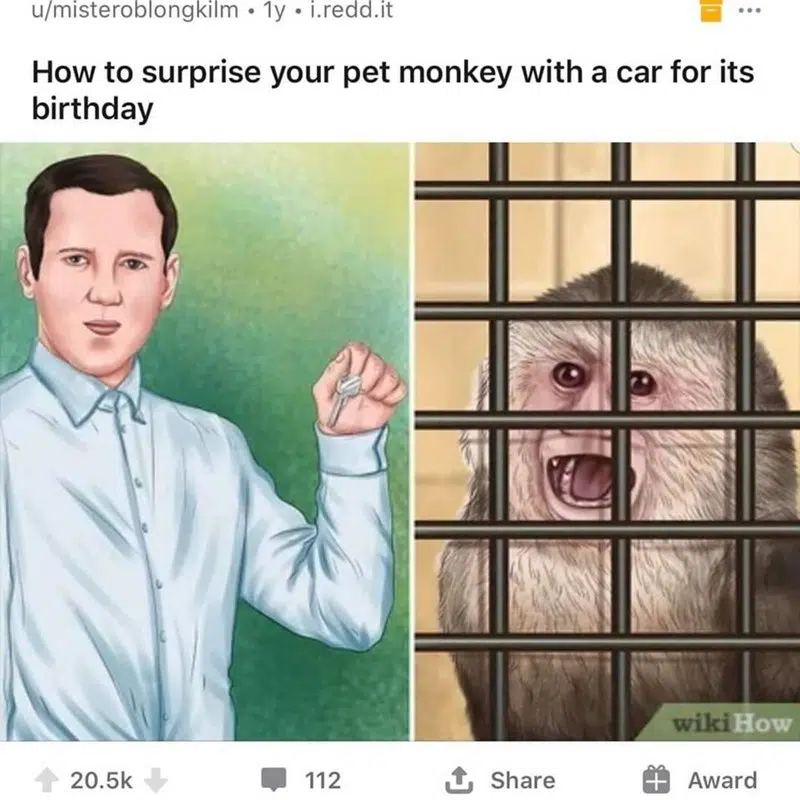 u/misteroblongkilm • 1y • i.redd.it
How to surprise your pet monkey with a car for its
birthday
wikiHow
20.5k
112
Share
Award